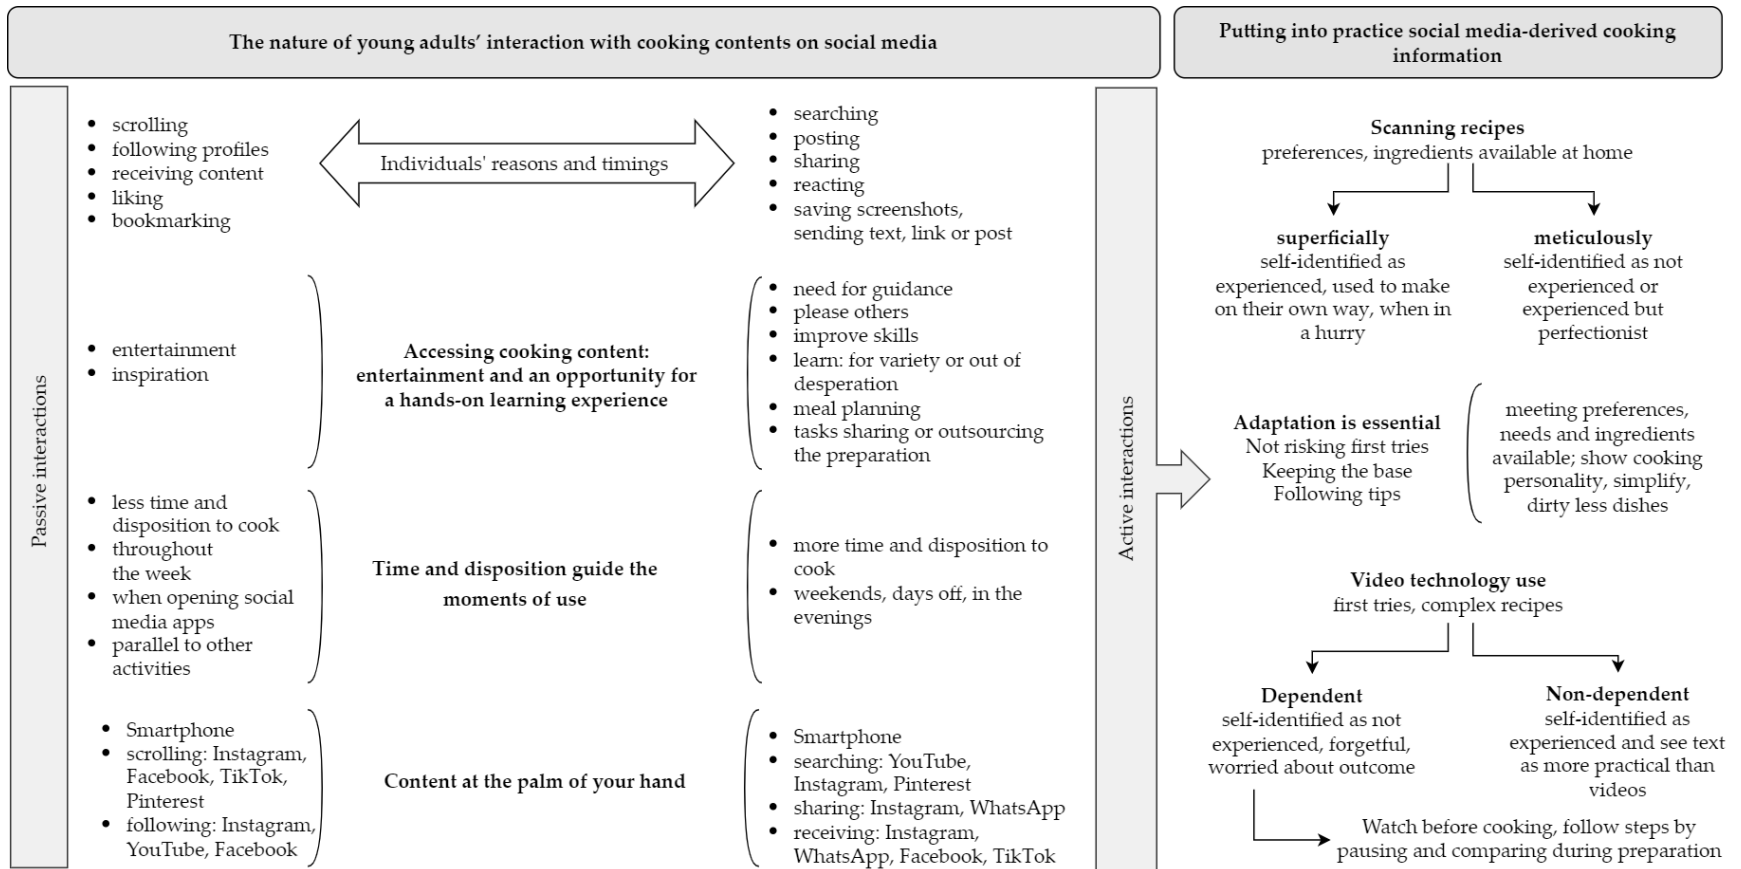 The nature of young adults' interaction with cooking contents on social media
Putting into practice social media-derived cooking
information
Passive interactions
• scrolling
• following profiles
• receiving content
• liking
• bookmarking
Individuals' reasons and timings
• searching
• posting
• sharing
• reacting
• saving screenshots,
sending text, link or post
• entertainment
• inspiration
Accessing cooking content:
entertainment and an opportunity for
a hands-on learning experience
• need for guidance
• please others
• improve skills
• learn: for variety or out of
desperation
• meal planning
• tasks sharing or outsourcing
the preparation
• less time and
disposition to cook
• throughout
the week
• when opening social
media apps
• parallel to other
activities
Time and disposition guide the
moments of use
• more time and disposition to
cook
• weekends, days off, in the
evenings
• Smartphone
• scrolling: Instagram,
Facebook, TikTok,
Pinterest
• following: Instagram,
YouTube, Facebook
Content at the palm of your hand
• Smartphone
• searching: YouTube,
Instagram, Pinterest
• sharing: Instagram, WhatsApp
• receiving: Instagram,
WhatsApp, Facebook, TikTok
Active interactions
Scanning recipes
preferences, ingredients available at home
superficially
self-identified as
experienced, used to make
on their own way, when in
a hurry
meticulously
self-identified as not
experienced or
experienced but
perfectionist
Adaptation is essential
Not risking first tries
Keeping the base
Following tips
meeting preferences,
needs and ingredients
available; show cooking
personality, simplify,
dirty less dishes
Video technology use
first tries, complex recipes
Dependent
self-identified as not
experienced, forgetful,
worried about outcome
Non-dependent
self-identified as
experienced and see text
as more practical than
videos
Watch before cooking, follow steps by
pausing and comparing during preparation